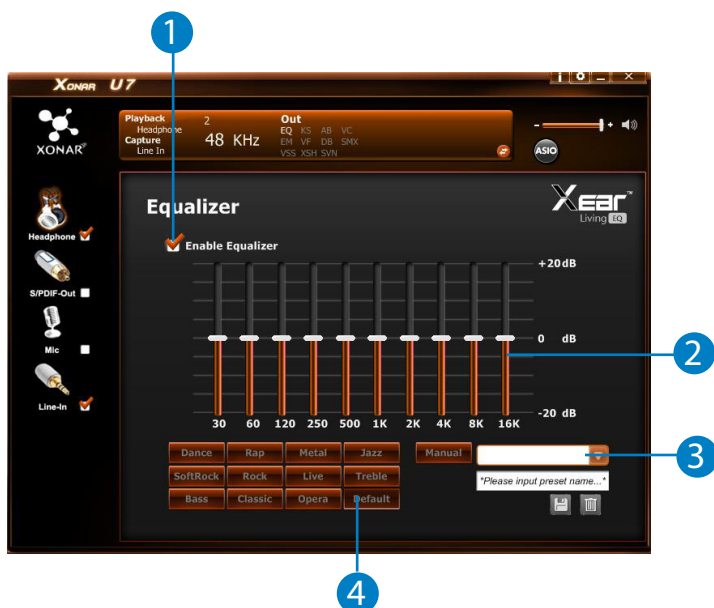 1
XONAR U7
XONAR®
Playback 2 Out
Headphone EQ KS AB VC
Capture 48 KHz EM VF DB SMX
Line In VSS XSH SVN
- +
ASIO
Equalizer
Xear™
Living EQ
Headphone
Enable Equalizer
+20dB
S/PDIF-Out
0 dB
2
Mic
Line-In
-20 dB
30 60 120 250 500 1K 2K 4K 8K 16K
Dance Rap Metal Jazz Manual
3
SoftRock Rock Live Treble
*Please input preset name...*
Bass Classic Opera Default
4